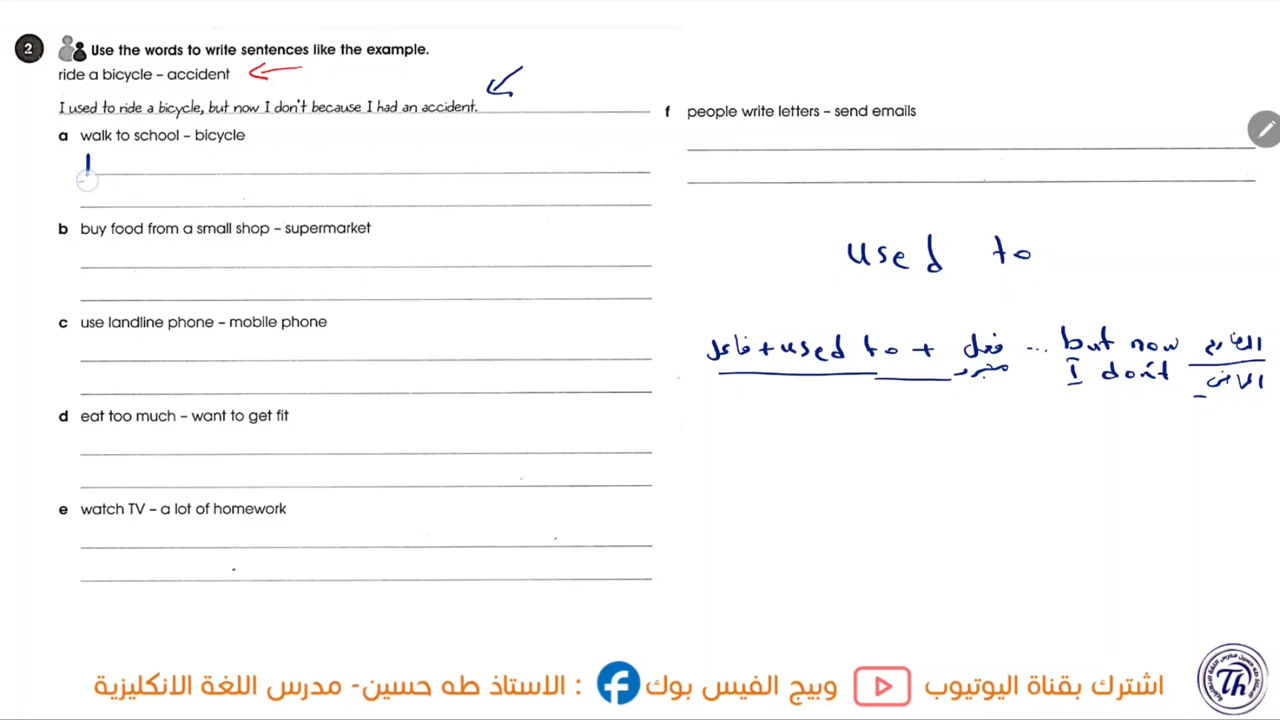 2 Use the words to write sentences like the example.
ride a bicycle – accident
I used to ride a bicycle, but now I don't because I had an accident.
a walk to school – bicycle
I
b buy food from a small shop – supermarket
c use landline phone – mobile phone
d eat too much – want to get fit
e watch TV – a lot of homework
f people write letters – send emails
used to
فاعل + used to + فعل ... but now
مجرد I don't الماضي
اشترك بقناة اليوتيوب وبيج الفيس بوك : الاستاذ طه حسين- مدرس اللغة الانكليزية
Th